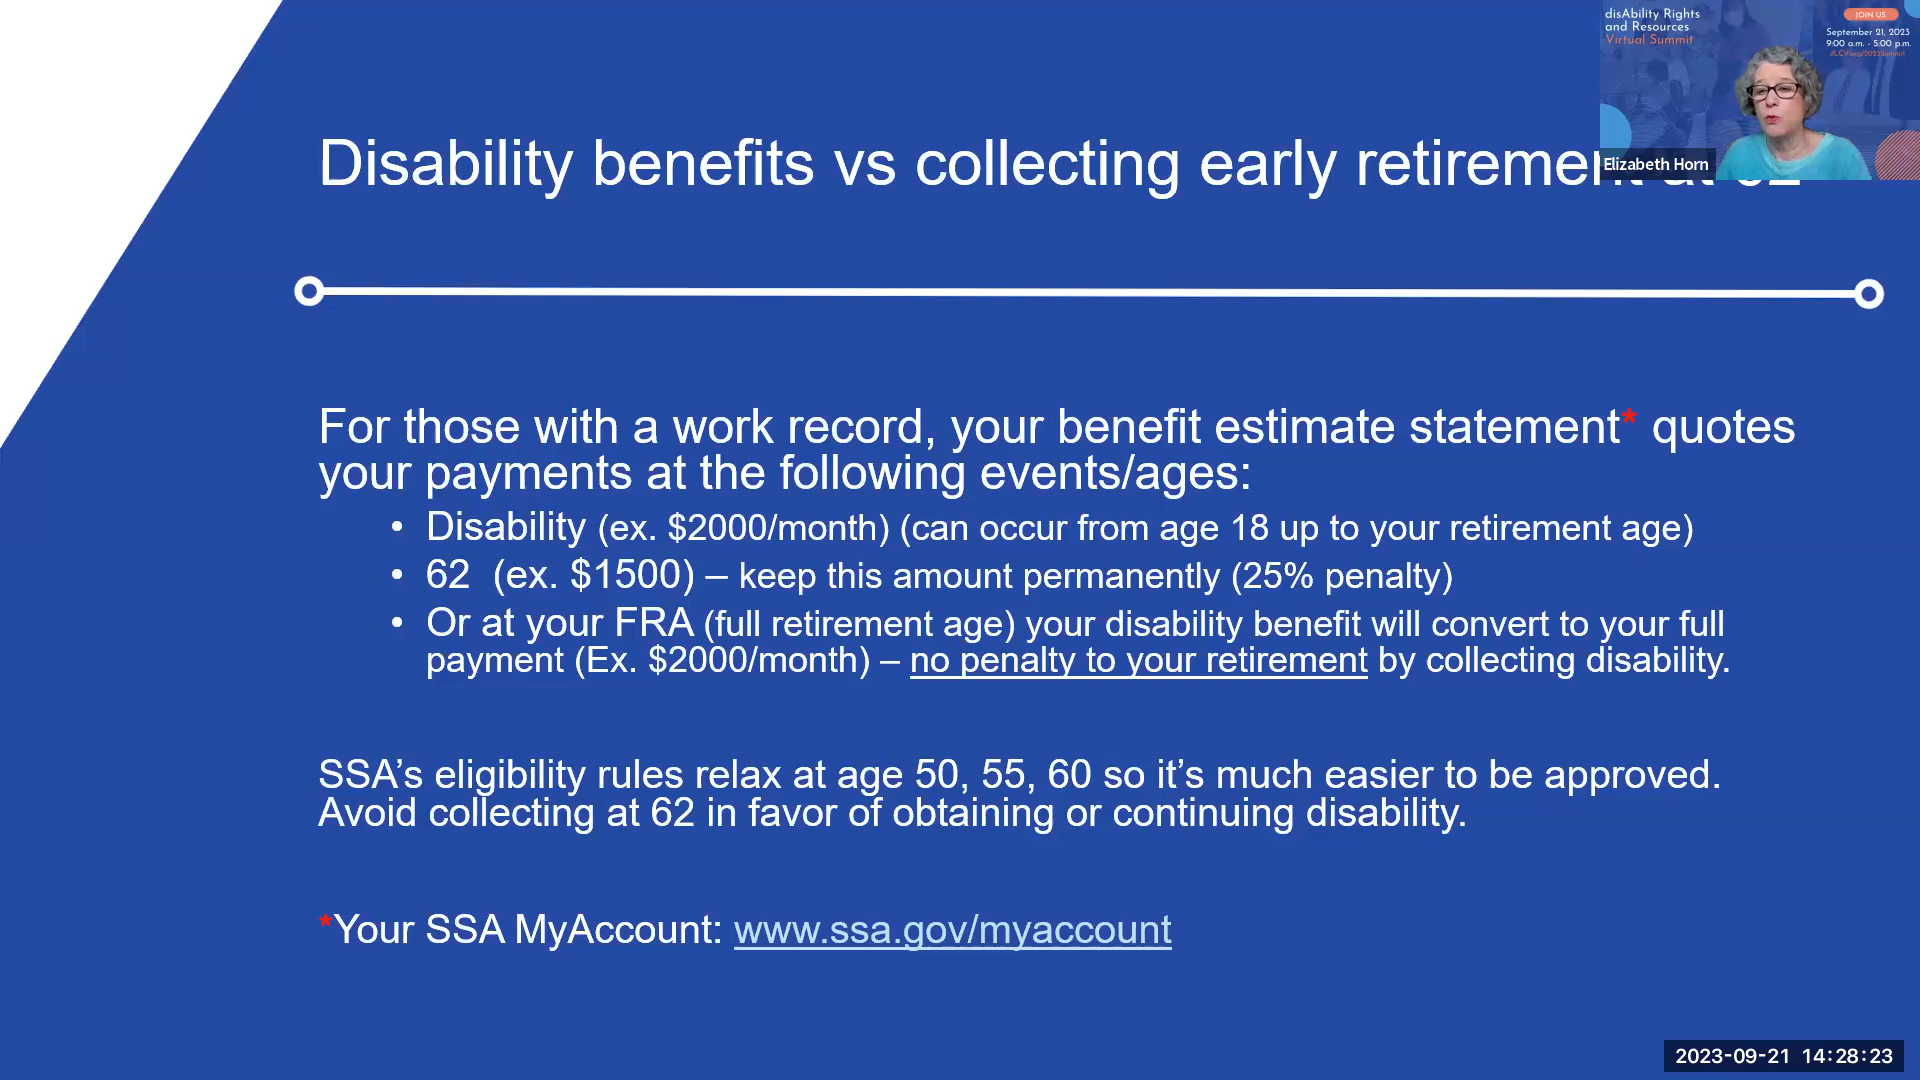 disAbility Rights
and Resources
Virtual Summit
JOIN US
September 21, 2023
9:00 a.m. - 5:00 p.m.
dLCV.org/2023Summit
Elizabeth Horn
Disability benefits vs collecting early retirement at 62
For those with a work record, your benefit estimate statement* quotes
your payments at the following events/ages:
• Disability (ex. $2000/month) (can occur from age 18 up to your retirement age)
• 62 (ex. $1500) – keep this amount permanently (25% penalty)
• Or at your FRA (full retirement age) your disability benefit will convert to your full
payment (Ex. $2000/month) – no penalty to your retirement by collecting disability.
SSA’s eligibility rules relax at age 50, 55, 60 so it’s much easier to be approved.
Avoid collecting at 62 in favor of obtaining or continuing disability.
*Your SSA MyAccount: www.ssa.gov/myaccount
2023-09-21 14:28:23